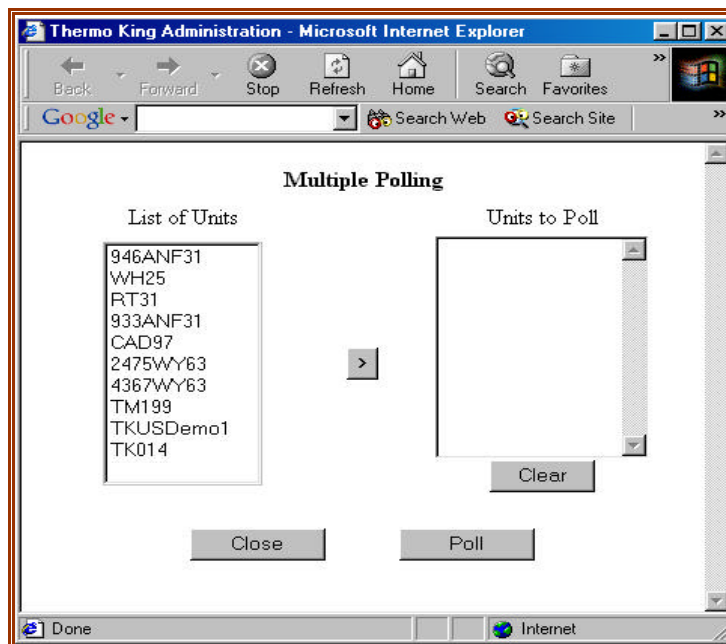 Thermo King Administration - Microsoft Internet Explorer
Back Forward Stop Refresh Home Search Favorites »
Google Search Web Search Site »
Multiple Polling
List of Units Units to Poll
946ANF31
WH25
RT31
933ANF31
CAD97
2475WY63
4367WY63
TM199
TKUSDemo1
TK014
>
Clear
Close Poll
Done Internet